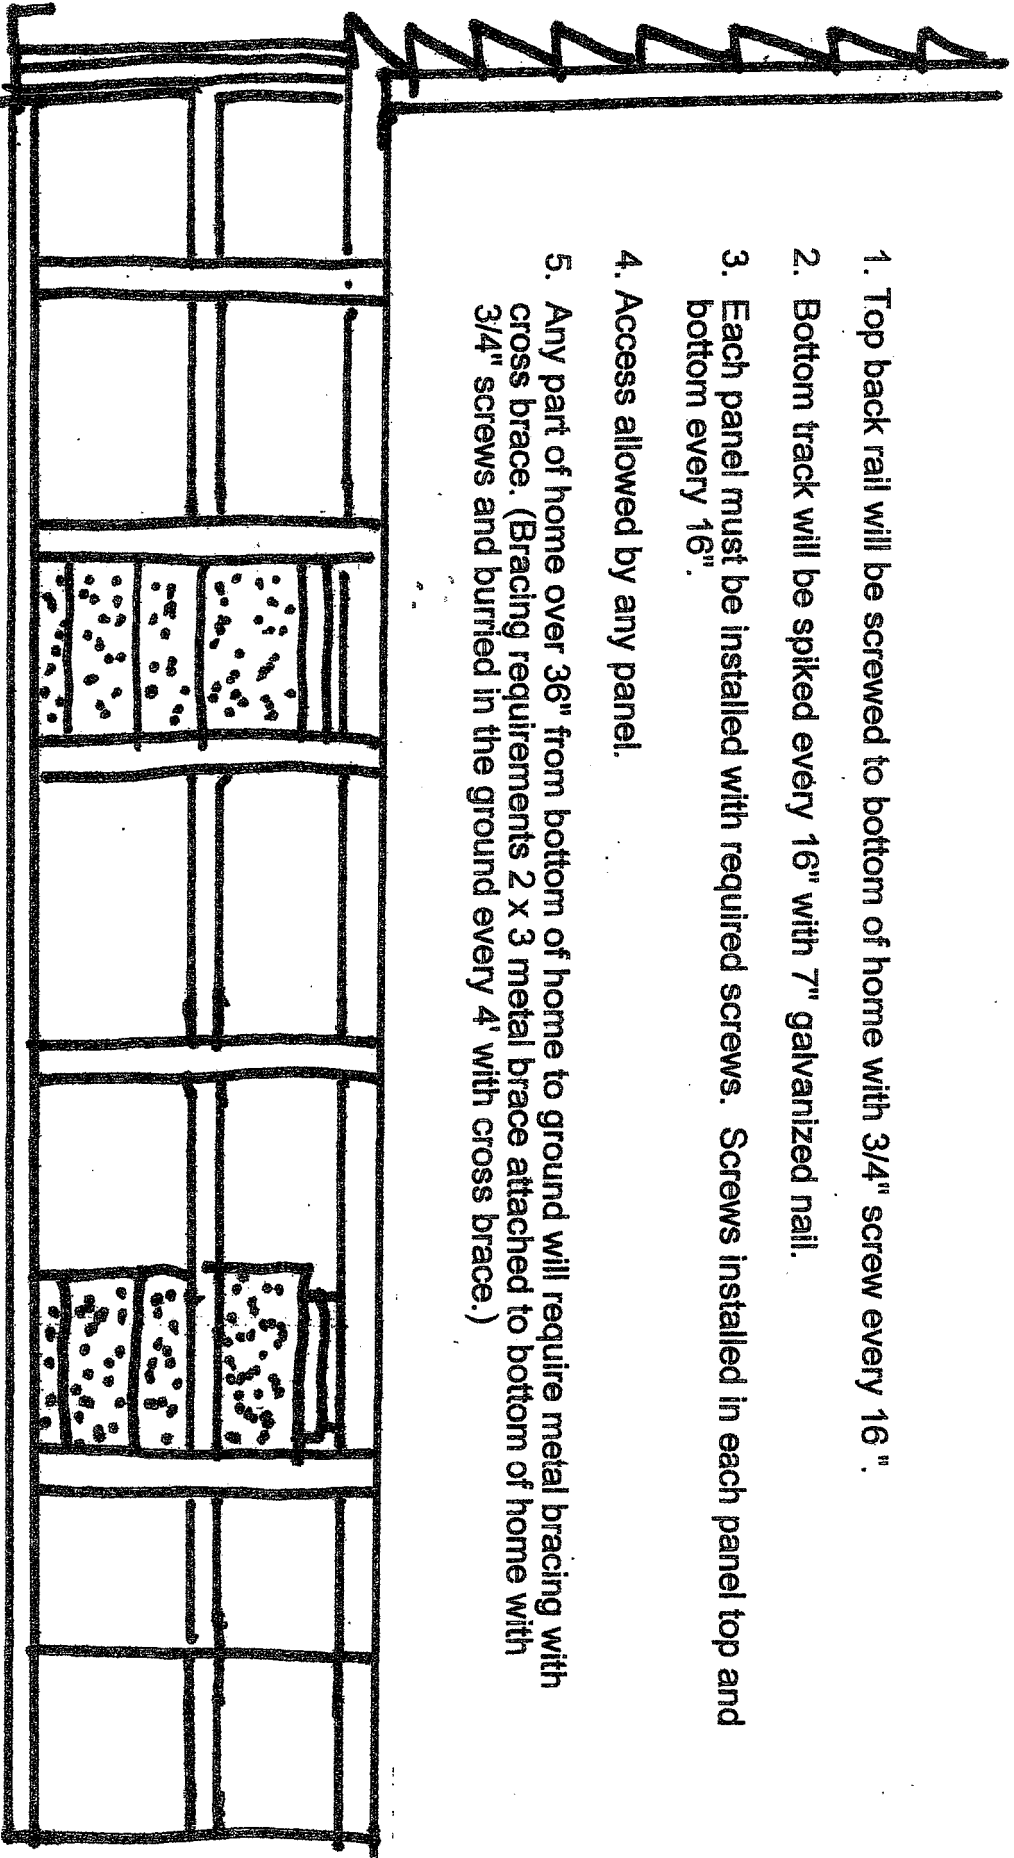 1. Top back rail will be screwed to bottom of home with 3/4" screw every 16".
2. Bottom track will be spiked every 16" with 7" galvanized nail.
3. Each panel must be installed with required screws. Screws installed in each panel top and
bottom every 16".
4. Access allowed by any panel.
5. Any part of home over 36" from bottom of home to ground will require metal bracing with
cross brace. (Bracing requirements 2 x 3 metal brace attached to bottom of home with
3/4" screws and burried in the ground every 4' with cross brace.)